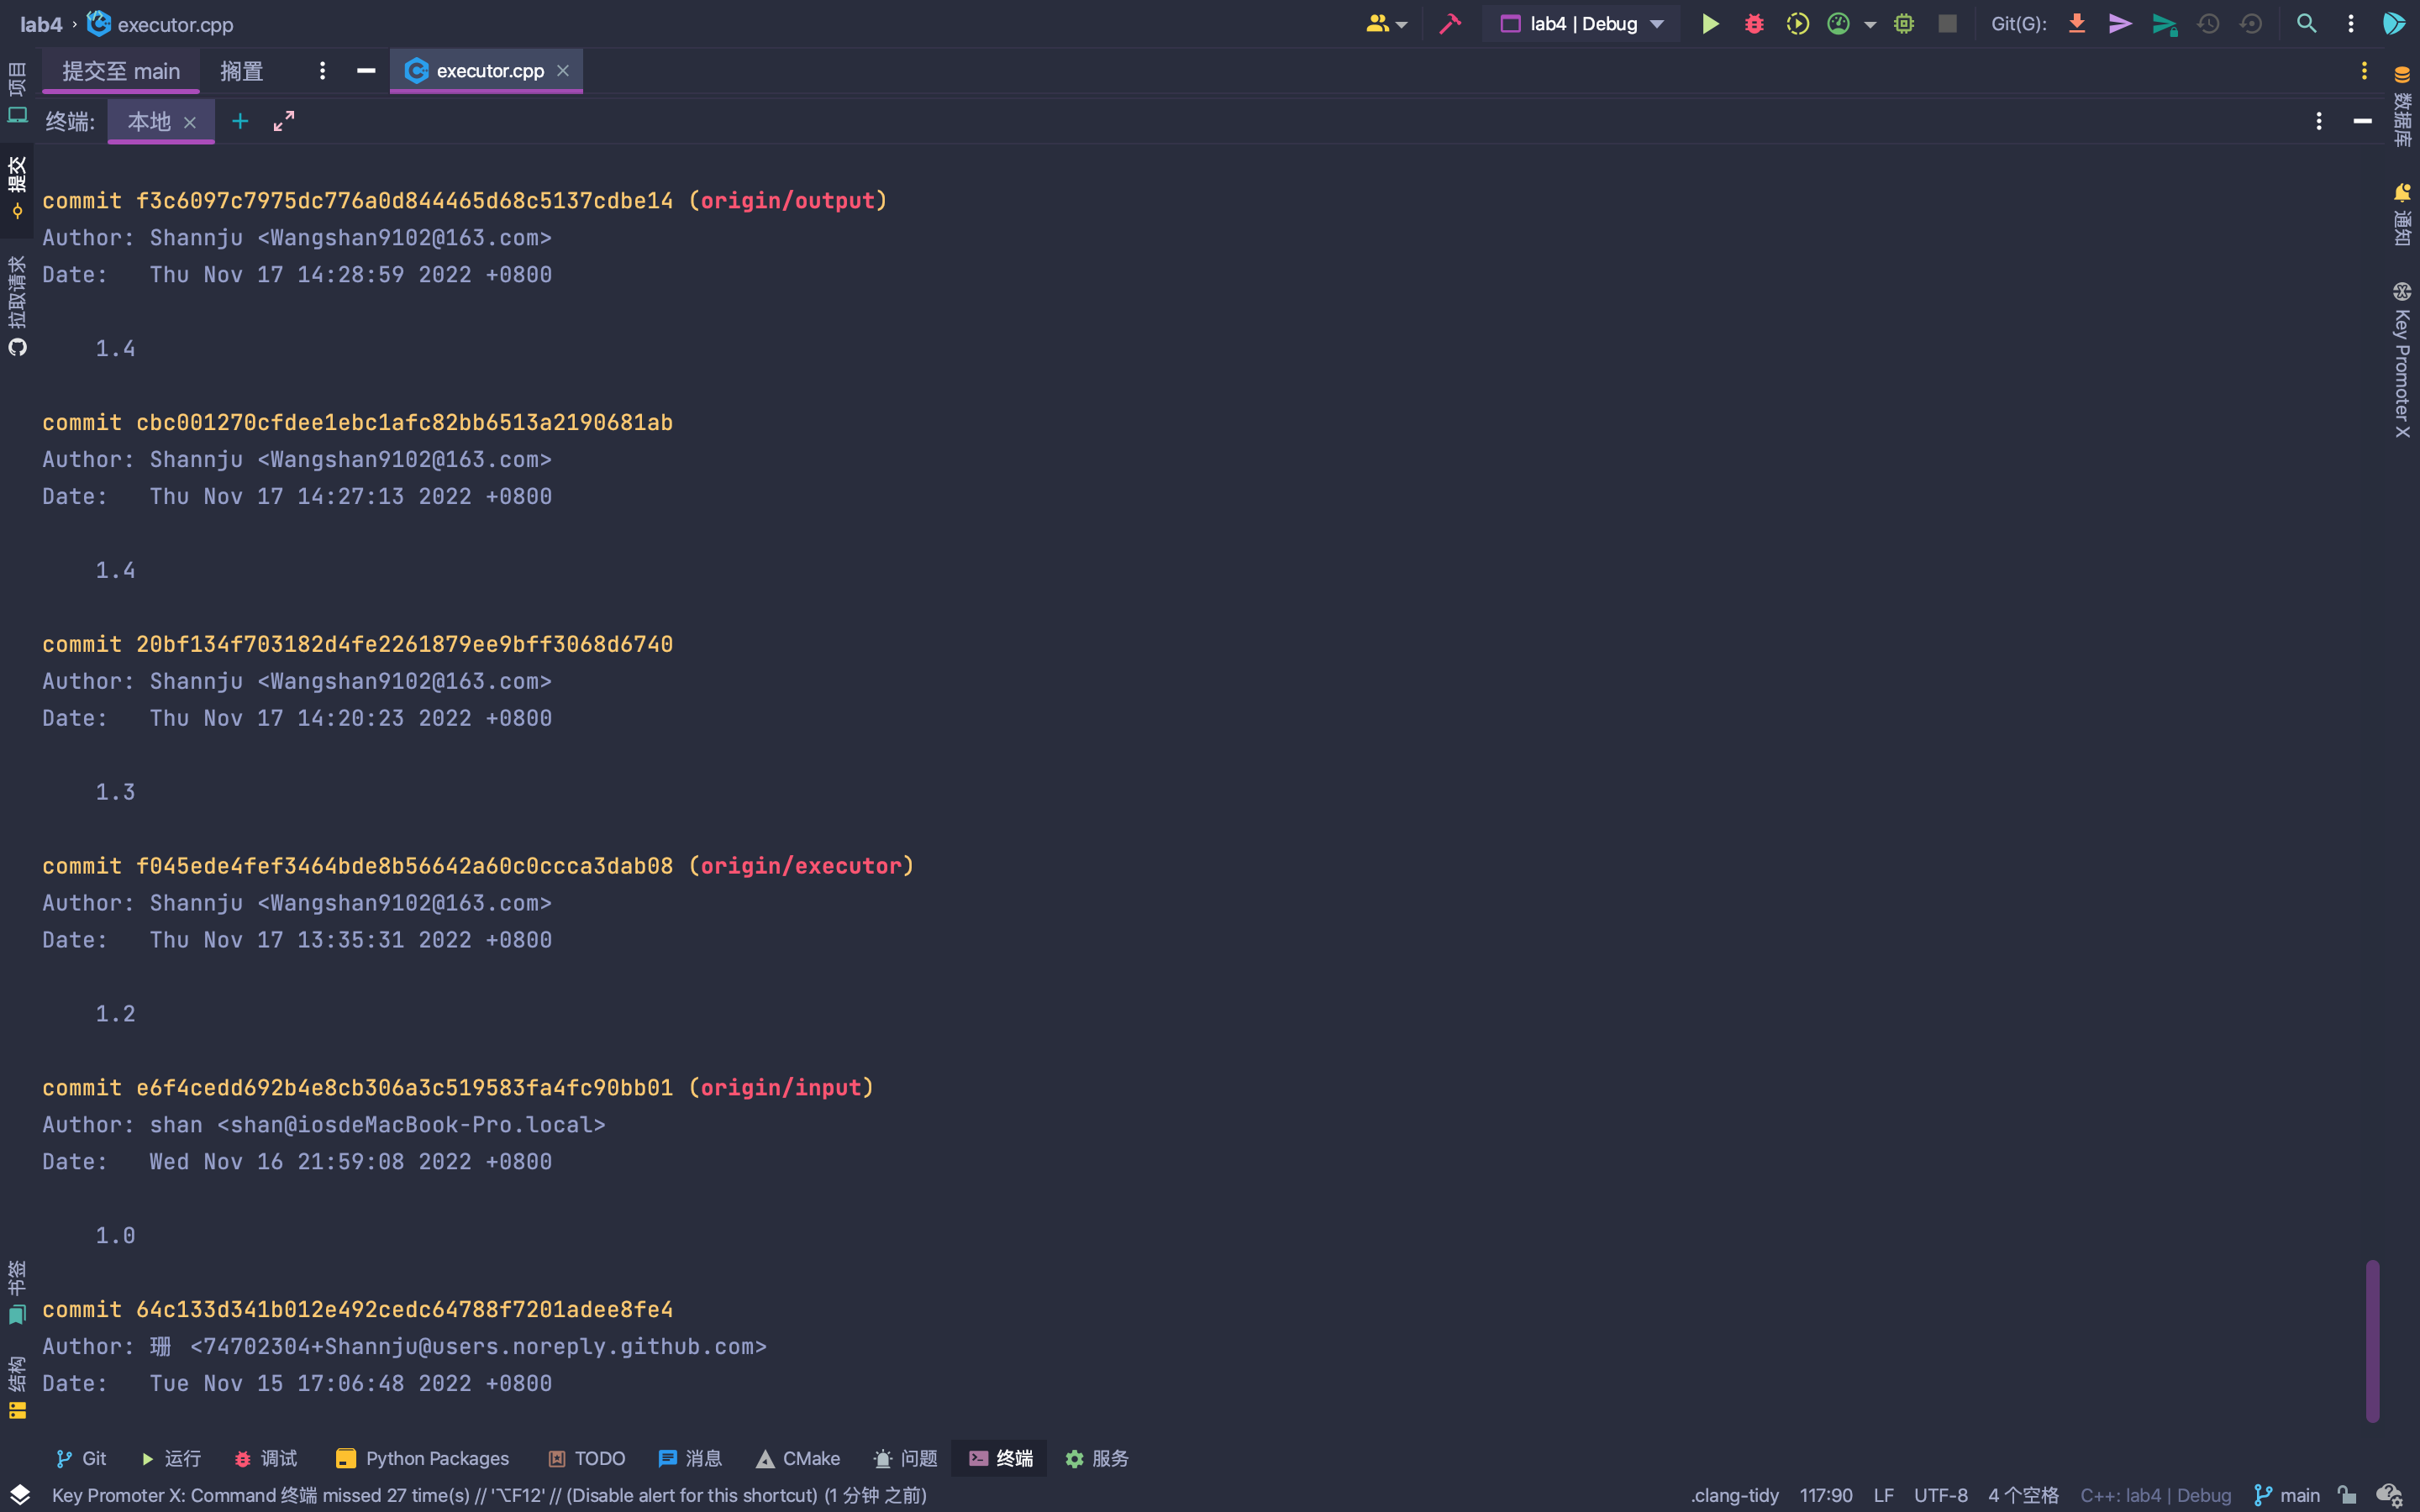 lab4 › executor.cpp
lab4 | Debug
Git(G):
提交至 main
搁置
executor.cpp
终端:
本地
项目
提交
拉取请求
书签
结构
数据库
通知
Key Promoter X
commit f3c6097c7975dc776a0d844465d68c5137cdbe14 (origin/output)
Author: Shannju <Wangshan9102@163.com>
Date:   Thu Nov 17 14:28:59 2022 +0800
1.4
commit cbc001270cfdee1ebc1afc82bb6513a2190681ab
Author: Shannju <Wangshan9102@163.com>
Date:   Thu Nov 17 14:27:13 2022 +0800
1.4
commit 20bf134f703182d4fe2261879ee9bff3068d6740
Author: Shannju <Wangshan9102@163.com>
Date:   Thu Nov 17 14:20:23 2022 +0800
1.3
commit f045ede4fef3464bde8b56642a60c0ccca3dab08 (origin/executor)
Author: Shannju <Wangshan9102@163.com>
Date:   Thu Nov 17 13:35:31 2022 +0800
1.2
commit e6f4cedd692b4e8cb306a3c519583fa4fc90bb01 (origin/input)
Author: shan <shan@iosdeMacBook-Pro.local>
Date:   Wed Nov 16 21:59:08 2022 +0800
1.0
commit 64c133d341b012e492cedc64788f7201adee8fe4
Author: 珊 <74702304+Shannju@users.noreply.github.com>
Date:   Tue Nov 15 17:06:48 2022 +0800
Git 运行 调试 Python Packages TODO 消息 CMake 问题 终端 服务
Key Promoter X: Command 终端 missed 27 time(s) // '⌥F12' // (Disable alert for this shortcut) (1 分钟 之前)
.clang-tidy 117:90 LF UTF-8 4 个空格 C++: lab4 | Debug main